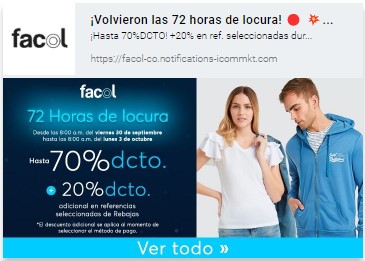 facol
¡Volvieron las 72 horas de locura! 🔴 💥...
¡Hasta 70%DCTO! +20% en ref. seleccionadas dur...
https://facol-co.notifications-icommkt.com
facol
72 Horas de locura
Desde las 8:00 a.m. del viernes 30 de septiembre
hasta las 8:00 a.m. del lunes 3 de octubre
Hasta 70%dcto.
+ 20%dcto.
adicional en referencias
seleccionadas de Rebajas
*El descuento adicional se aplica al momento de
seleccionar el método de pago.
Ver todo »